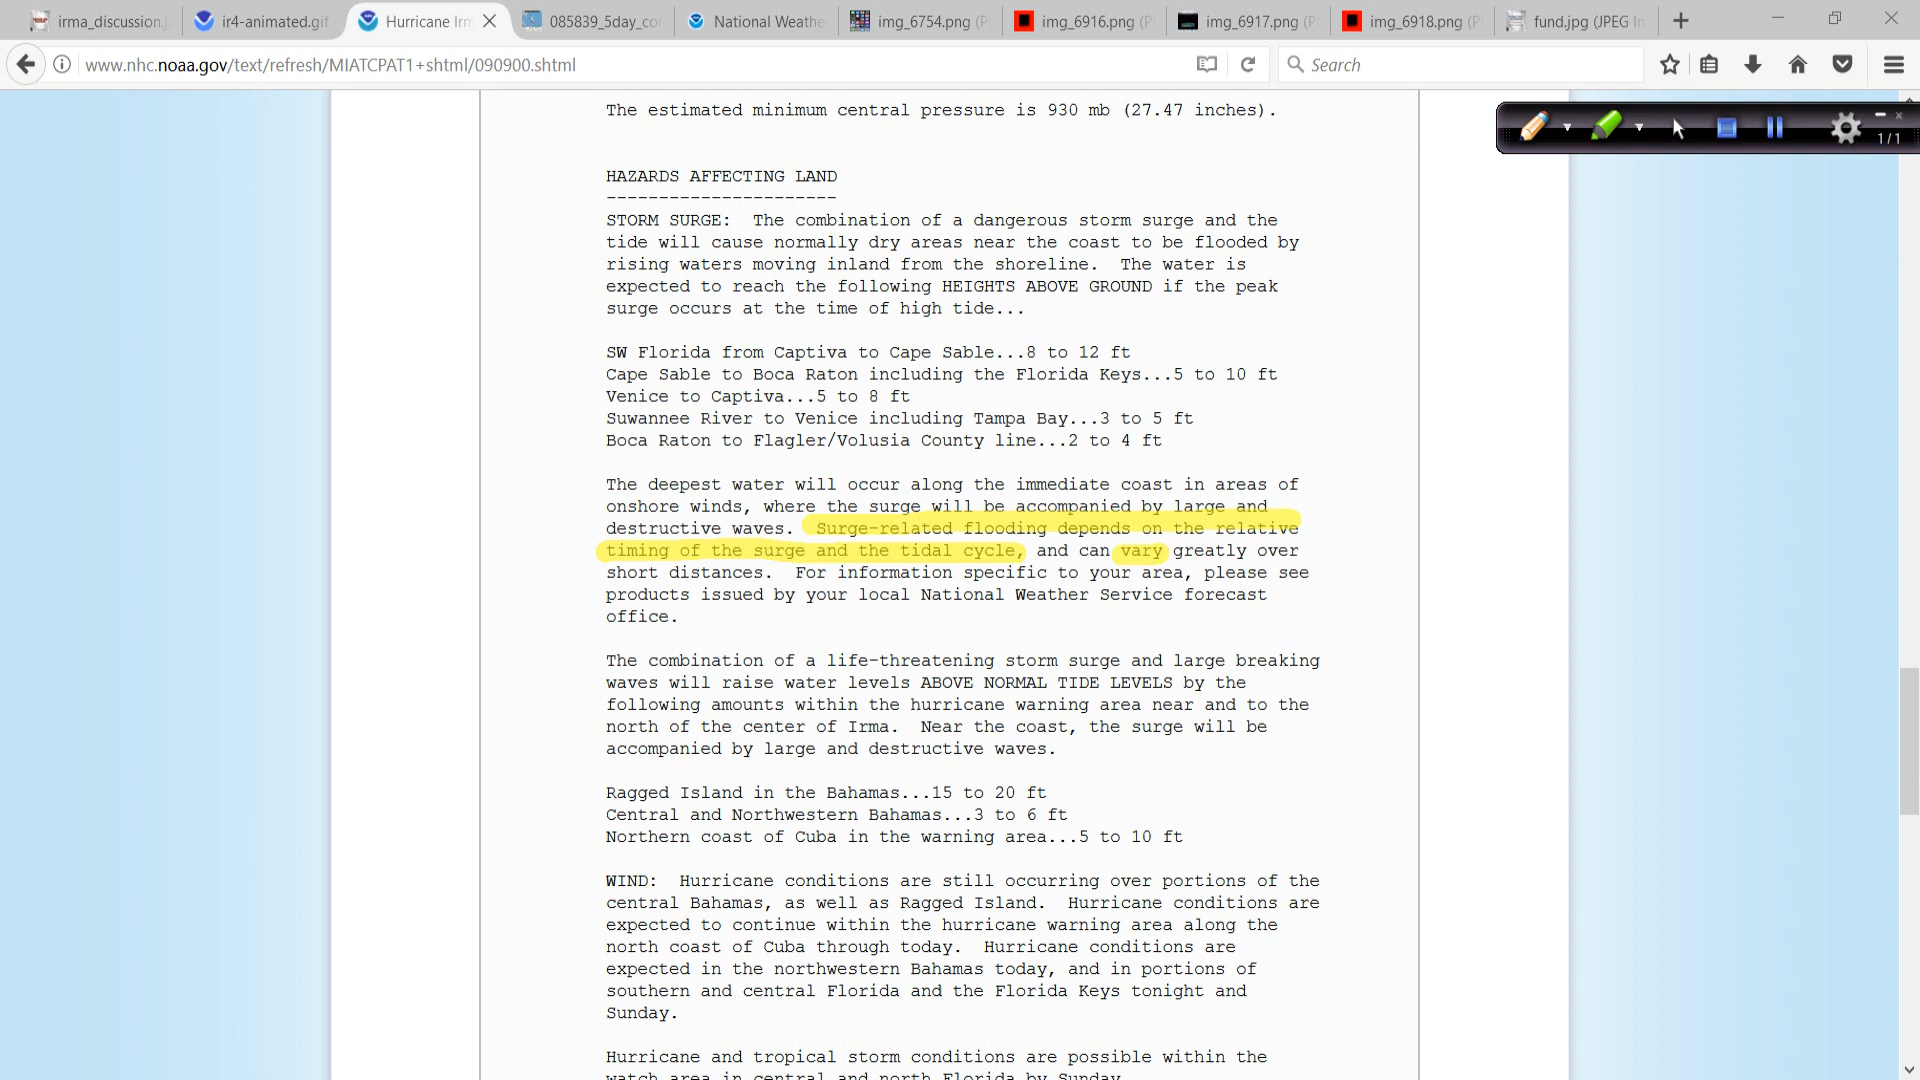 irma_discussion.j
ir4-animated.gif
Hurricane Irm
085839_5day_co
National Weathe
img_6754.png (P
img_6916.png (P
img_6917.png (P
img_6918.png (P
fund.jpg (JPEG In
www.nhc.noaa.gov/text/refresh/MIATCPAT1+shtml/090900.shtml
Search
1/1
The estimated minimum central pressure is 930 mb (27.47 inches).
HAZARDS AFFECTING LAND
----------------------
STORM SURGE:  The combination of a dangerous storm surge and the
tide will cause normally dry areas near the coast to be flooded by
rising waters moving inland from the shoreline.  The water is
expected to reach the following HEIGHTS ABOVE GROUND if the peak
surge occurs at the time of high tide...
SW Florida from Captiva to Cape Sable...8 to 12 ft
Cape Sable to Boca Raton including the Florida Keys...5 to 10 ft
Venice to Captiva...5 to 8 ft
Suwannee River to Venice including Tampa Bay...3 to 5 ft
Boca Raton to Flagler/Volusia County line...2 to 4 ft
The deepest water will occur along the immediate coast in areas of
onshore winds, where the surge will be accompanied by large and
destructive waves.  Surge-related flooding depends on the relative
timing of the surge and the tidal cycle, and can vary greatly over
short distances.  For information specific to your area, please see
products issued by your local National Weather Service forecast
office.
The combination of a life-threatening storm surge and large breaking
waves will raise water levels ABOVE NORMAL TIDE LEVELS by the
following amounts within the hurricane warning area near and to the
north of the center of Irma.  Near the coast, the surge will be
accompanied by large and destructive waves.
Ragged Island in the Bahamas...15 to 20 ft
Central and Northwestern Bahamas...3 to 6 ft
Northern coast of Cuba in the warning area...5 to 10 ft
WIND:  Hurricane conditions are still occurring over portions of the
central Bahamas, as well as Ragged Island.  Hurricane conditions are
expected to continue within the hurricane warning area along the
north coast of Cuba through today.  Hurricane conditions are
expected in the northwestern Bahamas today, and in portions of
southern and central Florida and the Florida Keys tonight and
Sunday.
Hurricane and tropical storm conditions are possible within the
watch area in central and north Florida by Sunday.